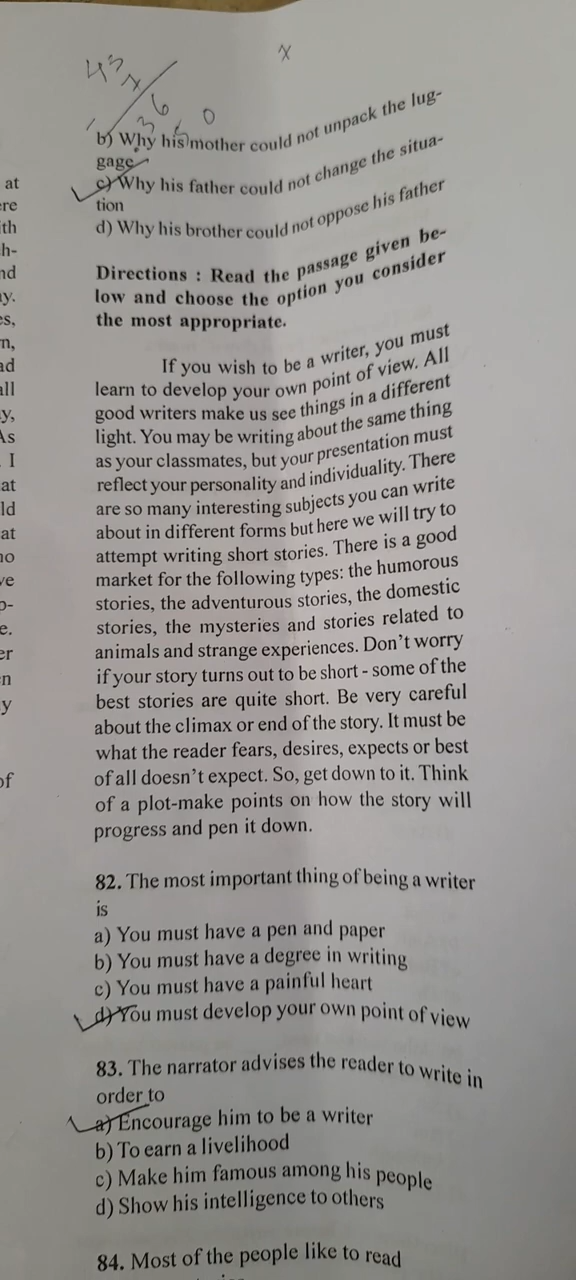 43
x
36
0
b) Why his mother could not unpack the lug-
gage
c) Why his father could not change the situa-
tion
d) Why his brother could not oppose his father
Directions : Read the passage given be-
low and choose the option you consider
the most appropriate.
If you wish to be a writer, you must
learn to develop your own point of view. All
good writers make us see things in a different
light. You may be writing about the same thing
as your classmates, but your presentation must
reflect your personality and individuality. There
are so many interesting subjects you can write
about in different forms but here we will try to
attempt writing short stories. There is a good
market for the following types: the humorous
stories, the adventurous stories, the domestic
stories, the mysteries and stories related to
animals and strange experiences. Don't worry
if your story turns out to be short - some of the
best stories are quite short. Be very careful
about the climax or end of the story. It must be
what the reader fears, desires, expects or best
of all doesn't expect. So, get down to it. Think
of a plot-make points on how the story will
progress and pen it down.
82. The most important thing of being a writer
is
a) You must have a pen and paper
b) You must have a degree in writing
c) You must have a painful heart
d) You must develop your own point of view
83. The narrator advises the reader to write in
order to
a) Encourage him to be a writer
b) To earn a livelihood
c) Make him famous among his people
d) Show his intelligence to others
84. Most of the people like to read